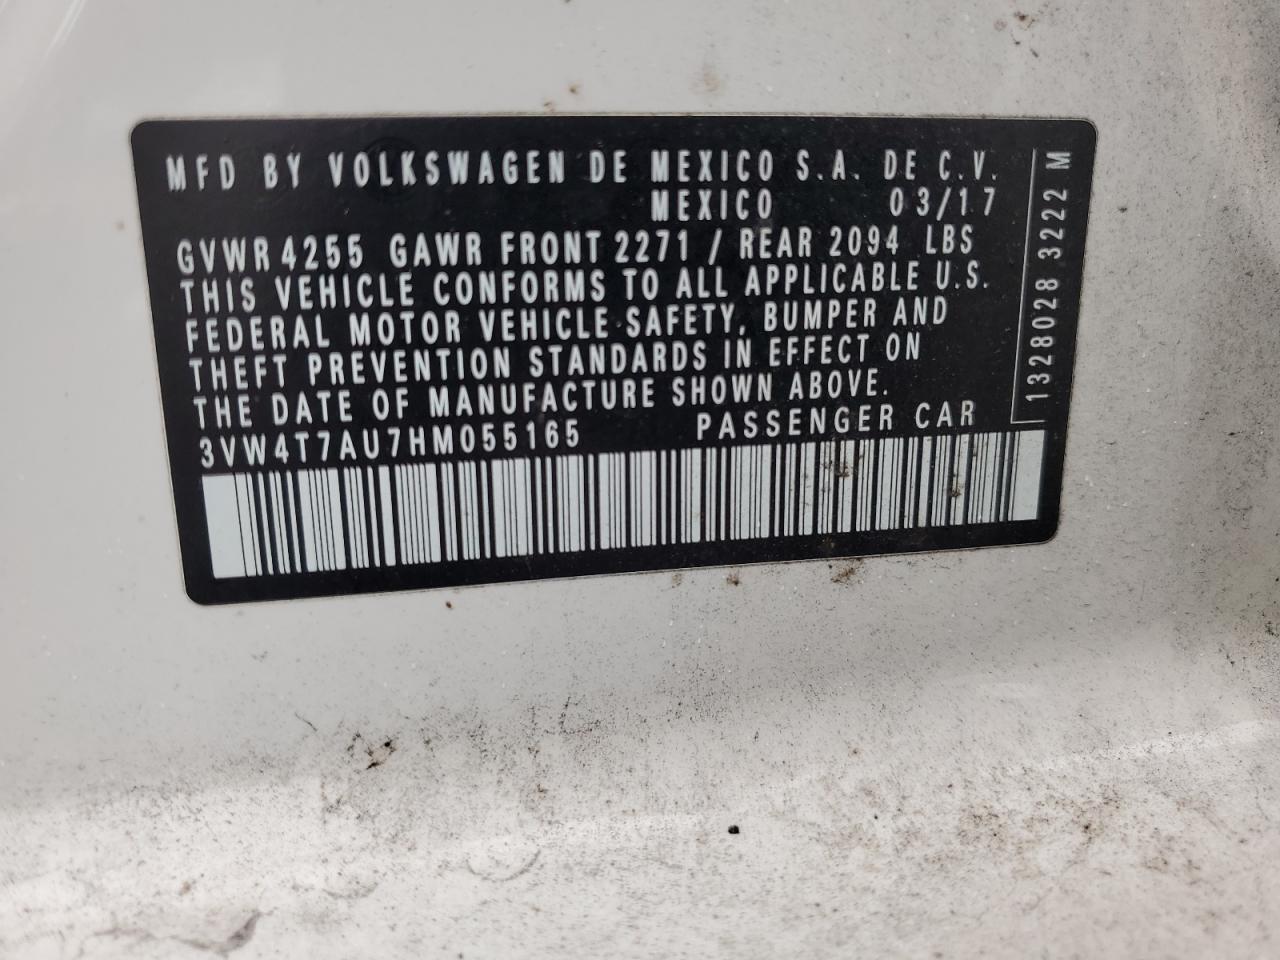 MFD BY VOLKSWAGEN DE MEXICO S.A. DE C.V.
MEXICO 03/17
GVWR 4255 GAWR FRONT 2271 / REAR 2094 LBS
THIS VEHICLE CONFORMS TO ALL APPLICABLE U.S.
FEDERAL MOTOR VEHICLE SAFETY, BUMPER AND
THEFT PREVENTION STANDARDS IN EFFECT ON
THE DATE OF MANUFACTURE SHOWN ABOVE.
3VW4T7AU7HM055165 PASSENGER CAR
1328028 3222 M